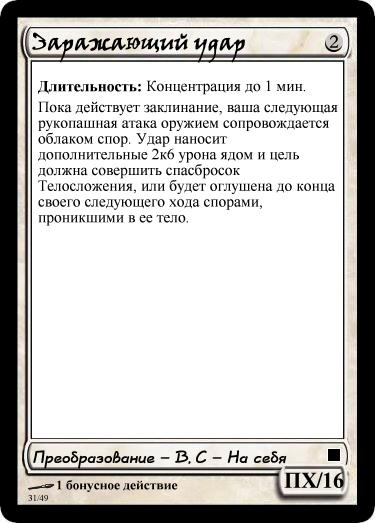 Заражающий удар 2
Длительность: Концентрация до 1 мин.
Пока действует заклинание, ваша следующая
рукопашная атака оружием сопровождается
облаком спор. Удар наносит
дополнительные 2к6 урона ядом и цель
должна совершить спасбросок
Телосложения, или будет оглушена до конца
своего следующего хода спорами,
проникшими в ее тело.
Преобразование – В, С – На себя
1 бонусное действие
ПХ/16
31/49